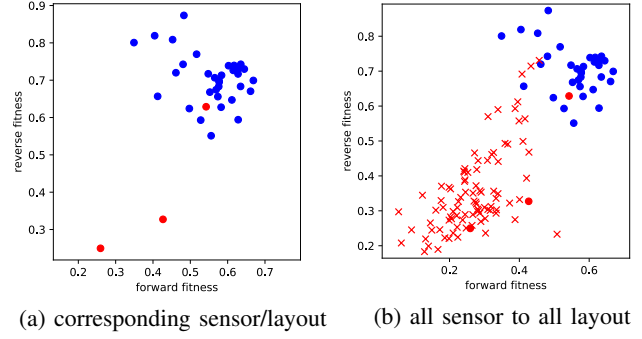 0.9
0.8
0.7
0.6
0.5
0.4
0.3
reverse fitness
0.2 0.3 0.4 0.5 0.6 0.7
forward fitness
(a) corresponding sensor/layout
0.9
0.8
0.7
0.6
0.5
0.4
0.3
0.2
reverse fitness
0.2 0.4 0.6
forward fitness
(b) all sensor to all layout